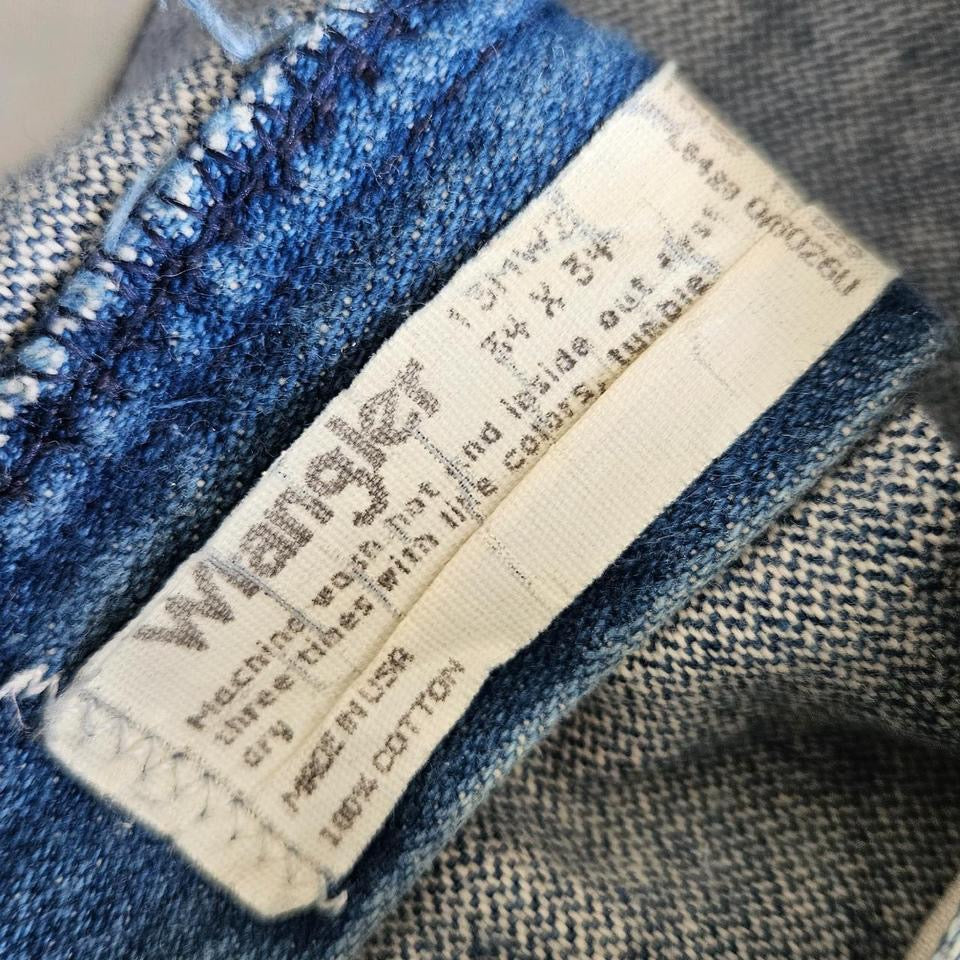 Wrangler
13MWZ
34 X 34
Machine wash hot and inside out
three times with like colors, tumble
dry
MADE IN USA
100% COTTON